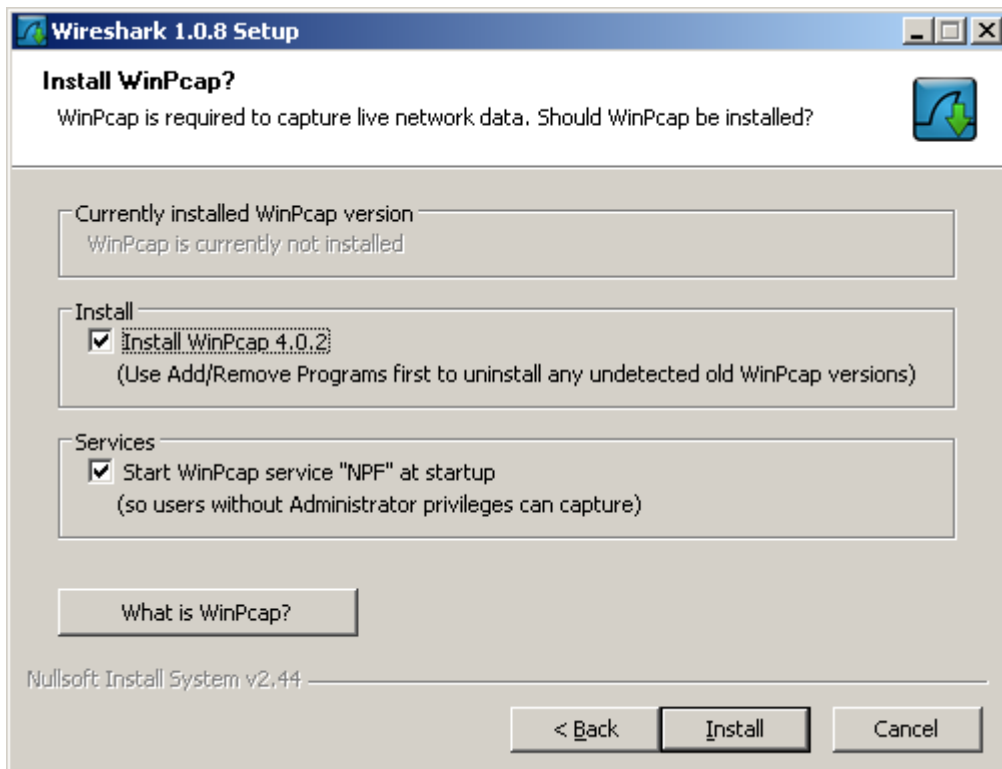 Wireshark 1.0.8 Setup
Install WinPcap?
WinPcap is required to capture live network data. Should WinPcap be installed?
Currently installed WinPcap version
WinPcap is currently not installed
Install
Install WinPcap 4.0.2
(Use Add/Remove Programs first to uninstall any undetected old WinPcap versions)
Services
Start WinPcap service "NPF" at startup
(so users without Administrator privileges can capture)
What is WinPcap?
Nullsoft Install System v2.44
< Back Install Cancel